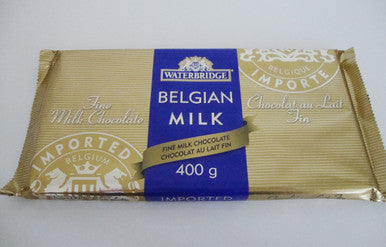 WATERBRIDGE
BELGIAN
MILK
FINE MILK CHOCOLATE
CHOCOLAT AU LAIT FIN
400 g
IMPORTED
Fine
Milk Chocolate
IMPORTED
BELGIUM
BELGIQUE
IMPORTÉ
Chocolat au Lait
Fin